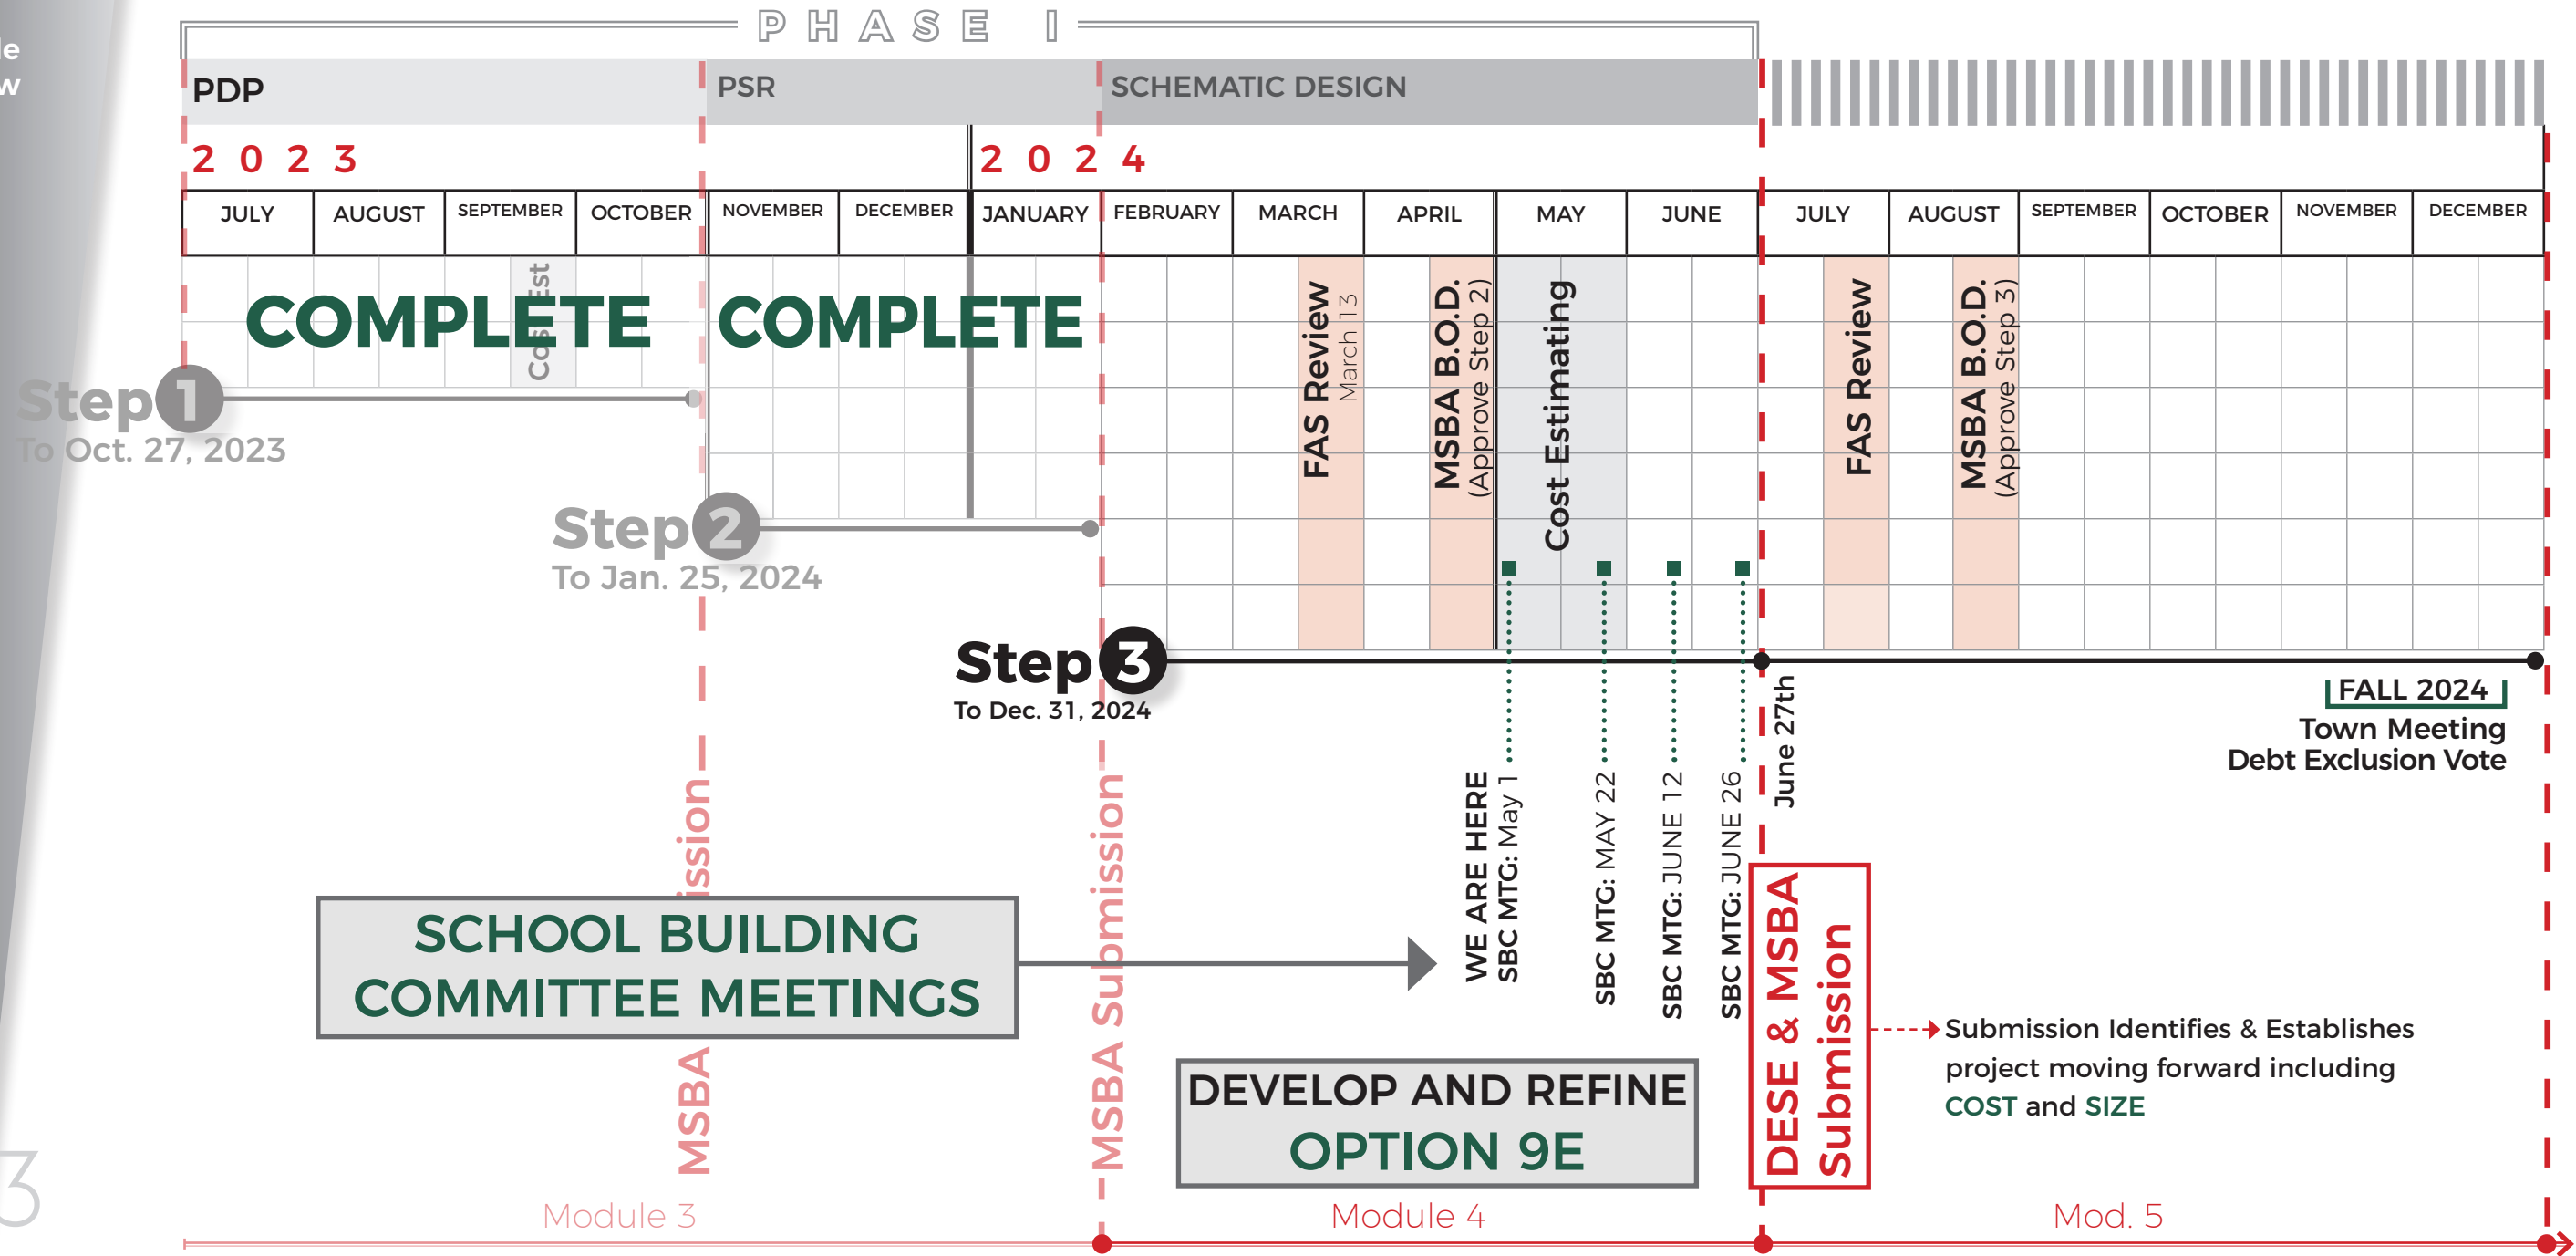 le
w
PHASE I
PDP
PSR
SCHEMATIC DESIGN
2023
2024
JULY
AUGUST
SEPTEMBER
OCTOBER
NOVEMBER
DECEMBER
JANUARY
FEBRUARY
MARCH
APRIL
MAY
JUNE
JULY
AUGUST
SEPTEMBER
OCTOBER
NOVEMBER
DECEMBER
Cost Est
COMPLETE
COMPLETE
FAS Review
March 13
MSBA B.O.D.
(Approve Step 2)
Cost Estimating
FAS Review
MSBA B.O.D.
(Approve Step 3)
Step 1
To Oct. 27, 2023
Step 2
To Jan. 25, 2024
Step 3
To Dec. 31, 2024
June 27th
FALL 2024
Town Meeting
Debt Exclusion Vote
WE ARE HERE
SBC MTG: May 1
SBC MTG: MAY 22
SBC MTG: JUNE 12
SBC MTG: JUNE 26
MSBA ission
MSBA Submission
SCHOOL BUILDING
COMMITTEE MEETINGS
DEVELOP AND REFINE
OPTION 9E
DESE & MSBA
Submission
Submission Identifies & Establishes
project moving forward including
COST and SIZE
3
Module 3
Module 4
Mod. 5